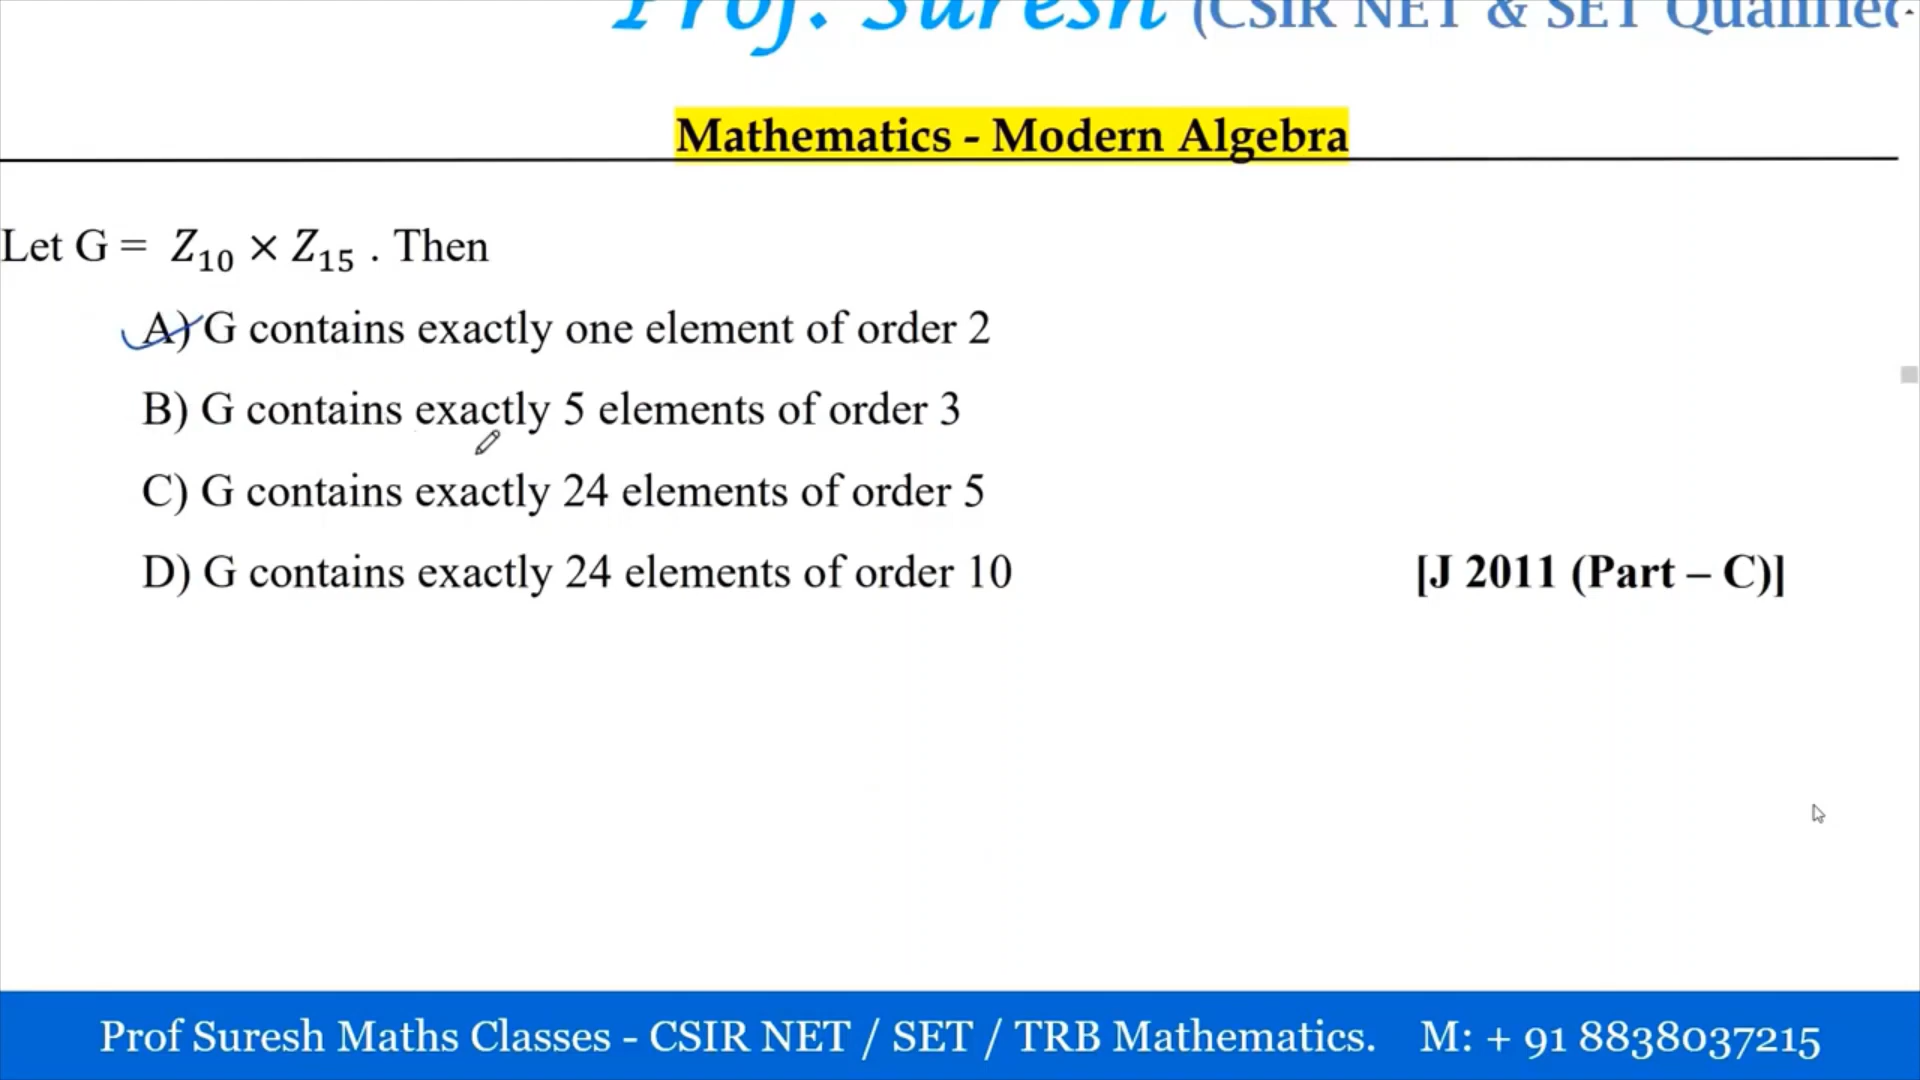 Prof. Suresh (CSIR NET & SET Qualified
Mathematics - Modern Algebra
Let G = Z₁₀ × Z₁₅ . Then
A) G contains exactly one element of order 2
B) G contains exactly 5 elements of order 3
C) G contains exactly 24 elements of order 5
D) G contains exactly 24 elements of order 10
[J 2011 (Part – C)]
Prof Suresh Maths Classes - CSIR NET / SET / TRB Mathematics. M: + 91 8838037215